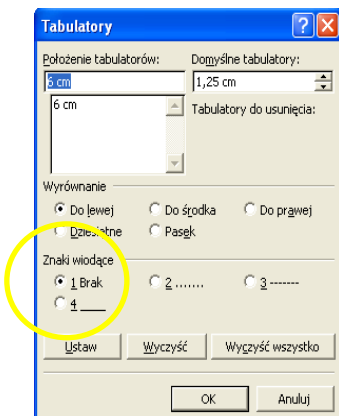 Tabulatory
Położenie tabulatorów: Domyślne tabulatory:
6 cm 1,25 cm
6 cm Tabulatory do usunięcia:
Wyrównanie
Do lewej Do środka Do prawej
Dziesiętne Pasek
Znaki wiodące
1 Brak 2 ....... 3 -------
4 ____
Ustaw Wyczyść Wyczyść wszystko
OK Anuluj